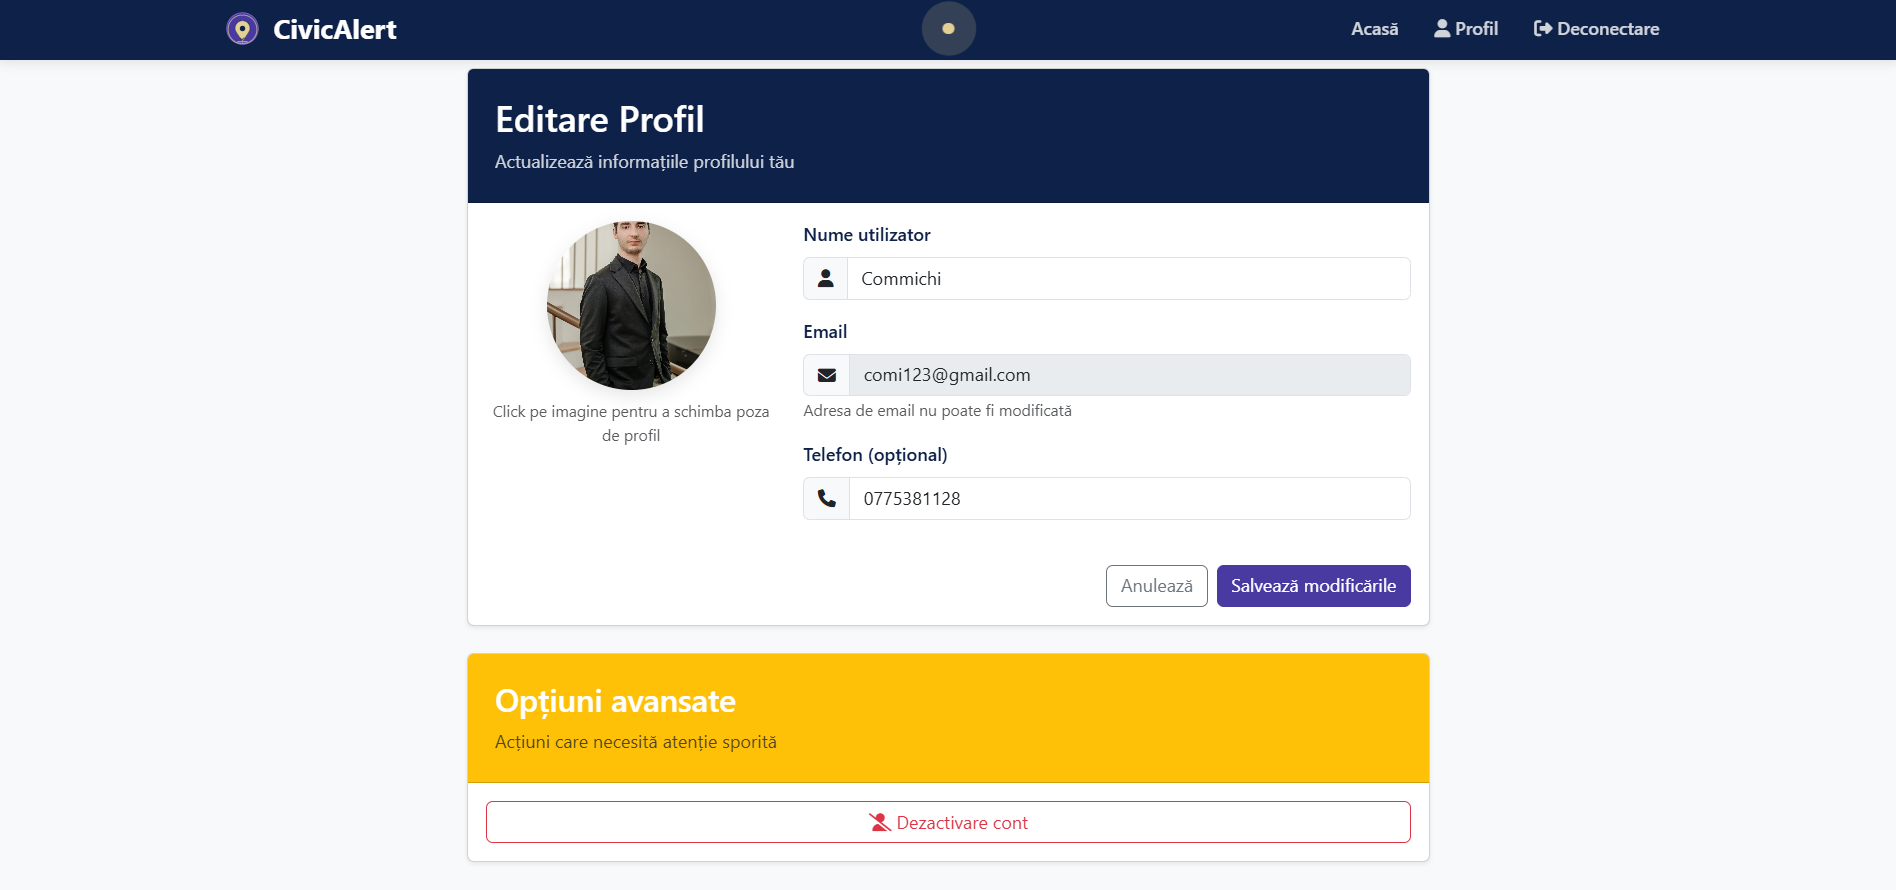 CivicAlert
Acasă
Profil
Deconectare
Editare Profil
Actualizează informațiile profilului tău
Click pe imagine pentru a schimba poza
de profil
Nume utilizator
Commichi
Email
comi123@gmail.com
Adresa de email nu poate fi modificată
Telefon (opțional)
0775381128
Anulează
Salvează modificările
Opțiuni avansate
Acțiuni care necesită atenție sporită
Dezactivare cont